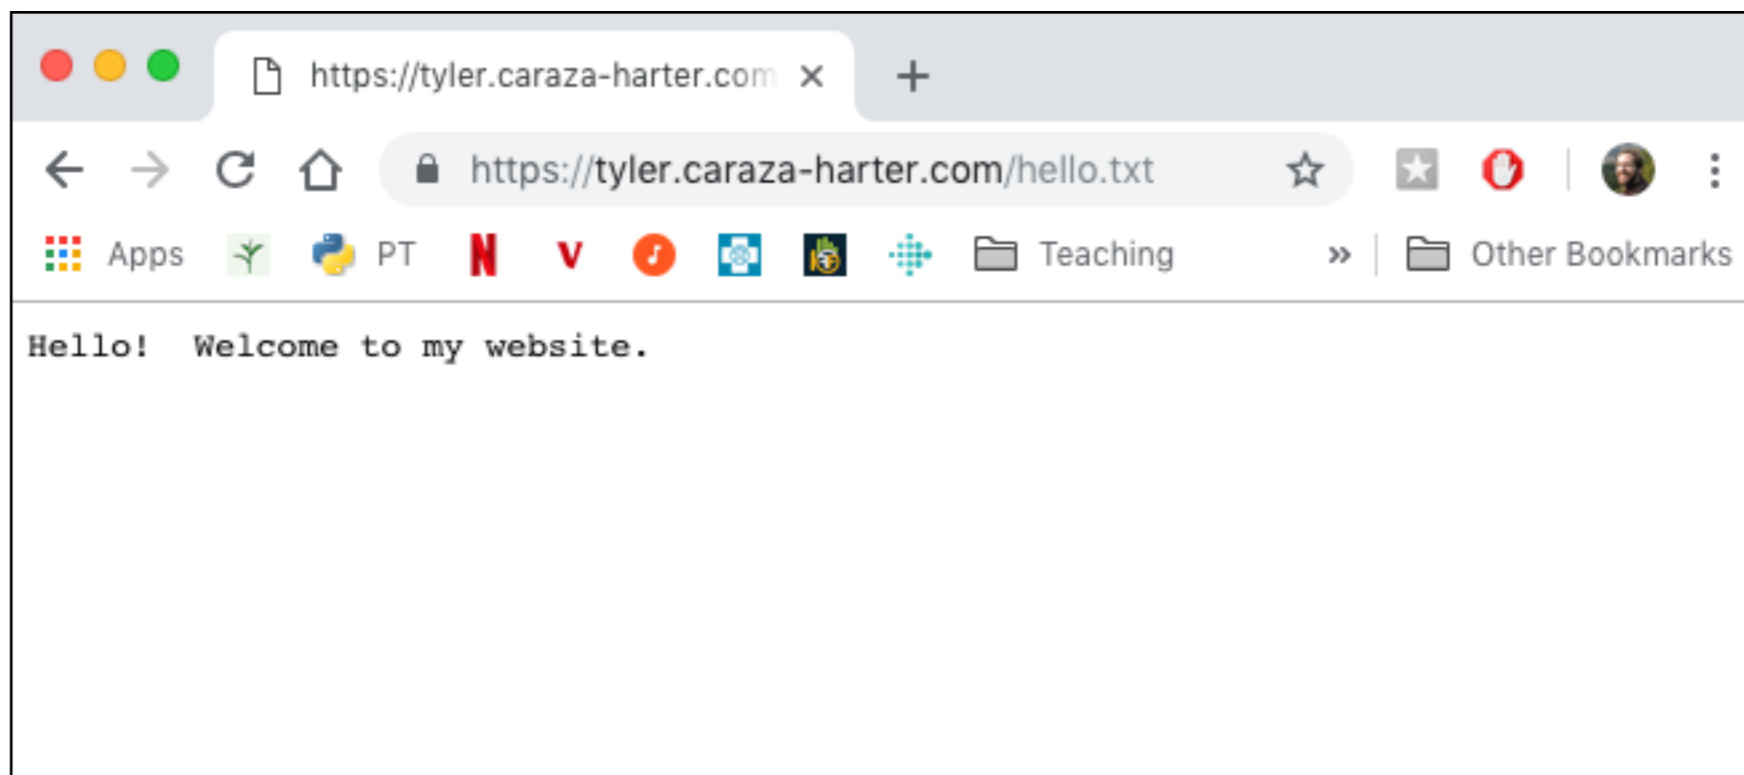 https://tyler.caraza-harter.com
https://tyler.caraza-harter.com/hello.txt
Apps PT N V Teaching » Other Bookmarks
Hello!  Welcome to my website.